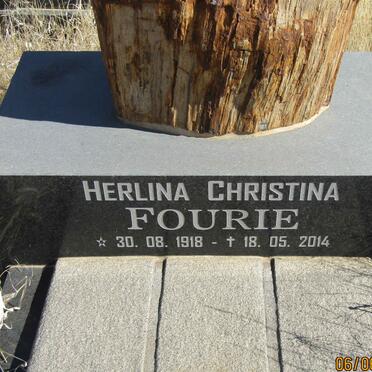 HERLINA CHRISTINA
FOURIE
☆ 30. 08. 1918 - ✝ 18. 05. 2014